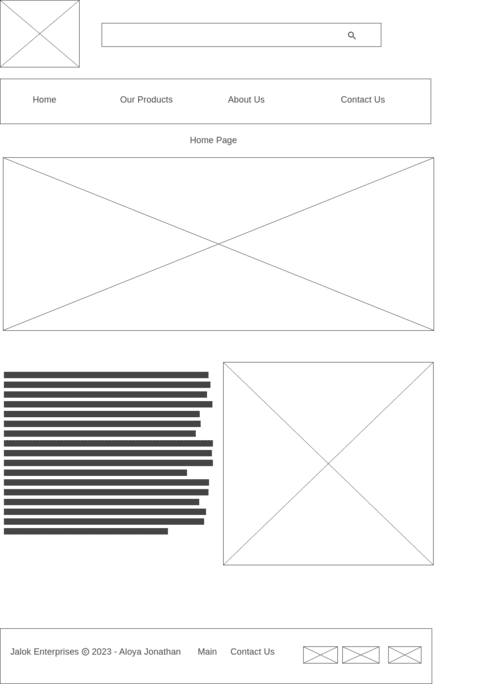 Home Our Products About Us Contact Us
Home Page
Jalok Enterprises © 2023 - Aloya Jonathan Main Contact Us